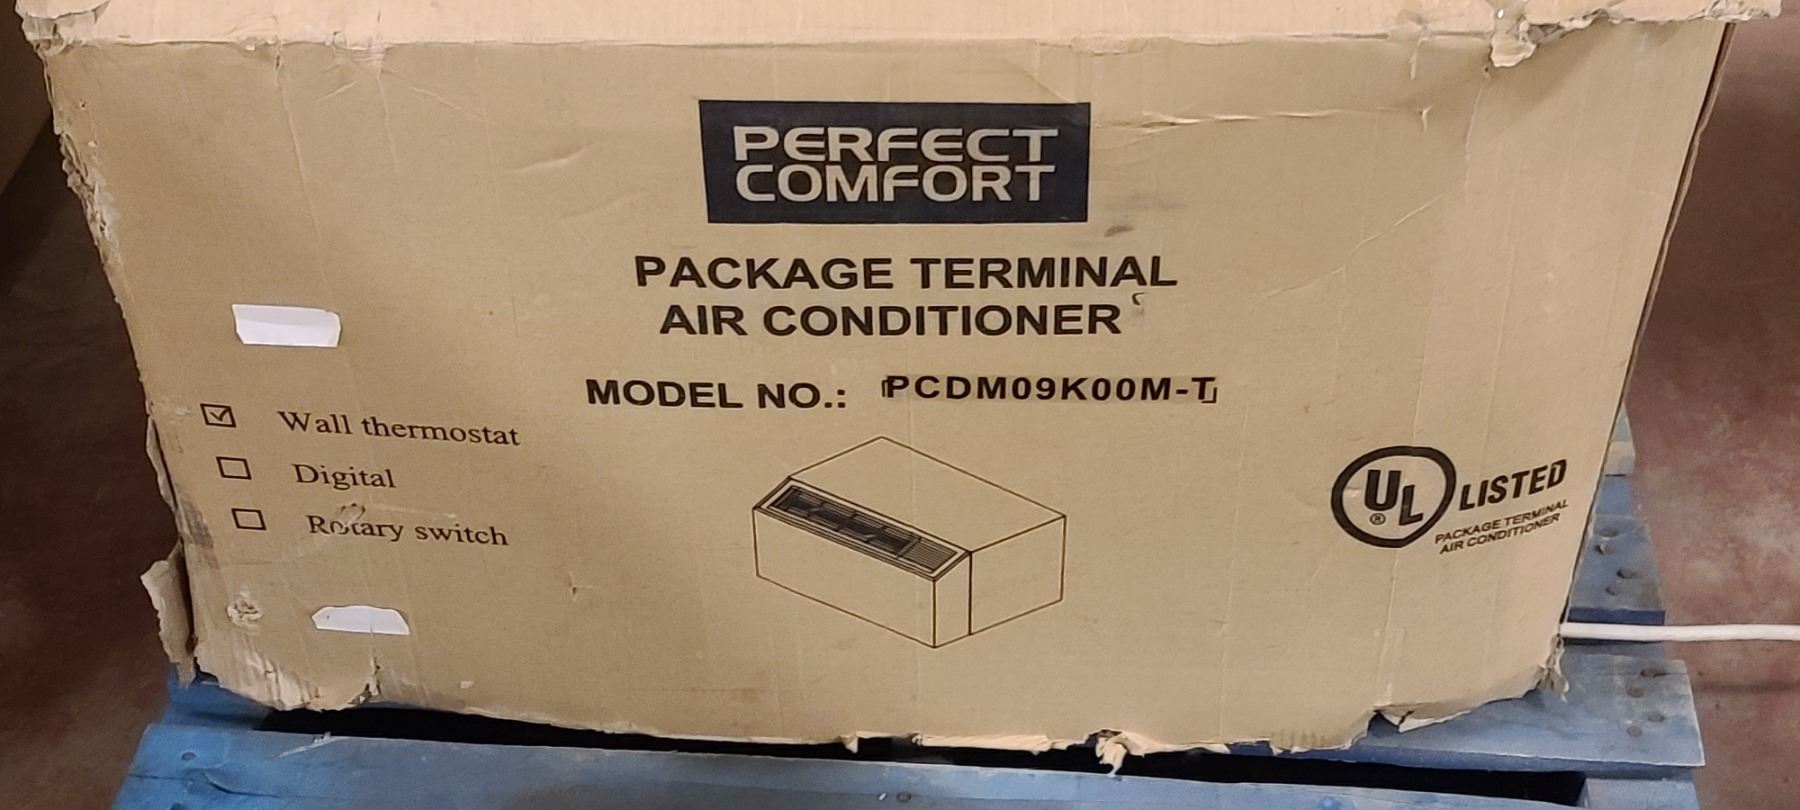 PERFECT
COMFORT
PACKAGE TERMINAL
AIR CONDITIONER
MODEL NO.: PCDM09K00M-T
Wall thermostat
Digital
Rotary switch
UL® LISTED
PACKAGE TERMINAL
AIR CONDITIONER